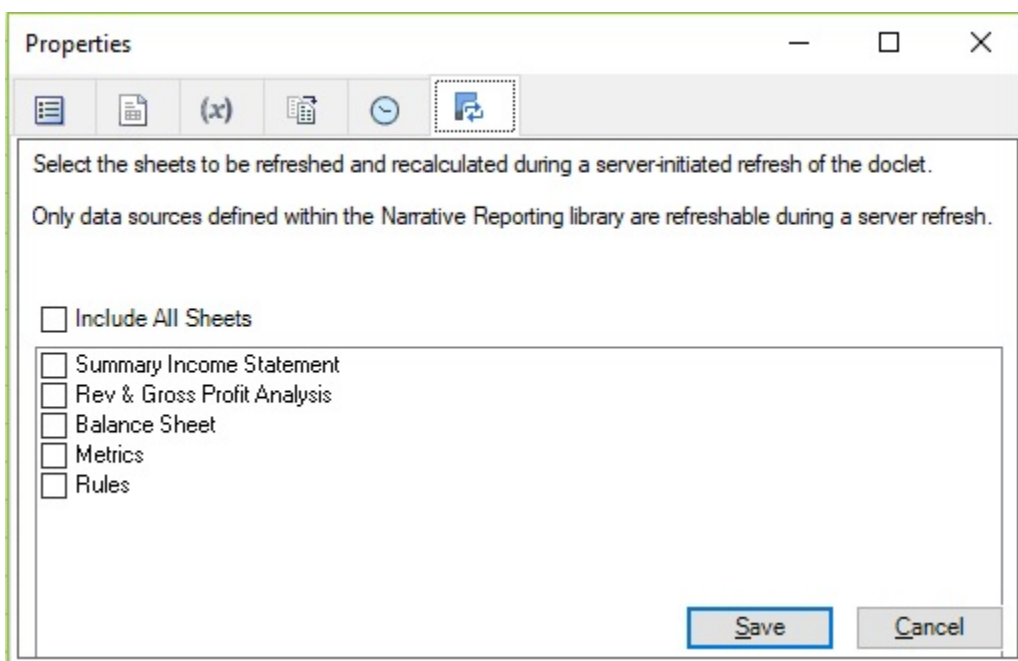 Properties
(x)
Select the sheets to be refreshed and recalculated during a server-initiated refresh of the doclet.
Only data sources defined within the Narrative Reporting library are refreshable during a server refresh.
Include All Sheets
Summary Income Statement
Rev & Gross Profit Analysis
Balance Sheet
Metrics
Rules
Save Cancel